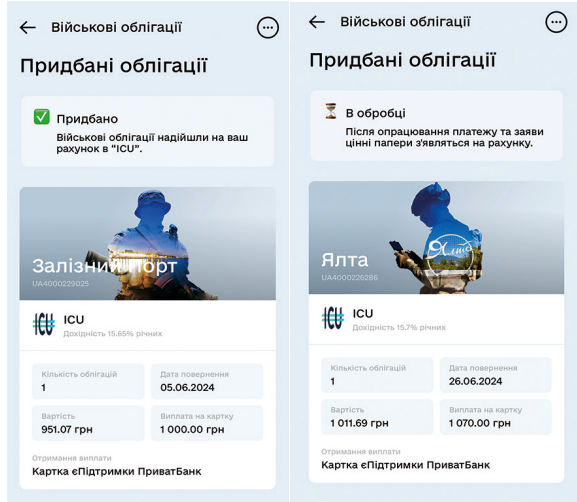 Військові облігації
Придбані облігації
Придбано
Військові облігації надійшли на ваш
рахунок в “ICU”.
Залізний Порт
UA4000229025
ICU
ICU
Дохідність 15.65% річних
Кількість облігацій
1
Дата повернення
05.06.2024
Вартість
951.07 грн
Виплата на картку
1 000.00 грн
Отримання виплати
Картка єПідтримки ПриватБанк
Військові облігації
Придбані облігації
В обробці
Після опрацювання платежу та заяви
цінні папери з'являться на рахунку.
Ялта
Ялта
UA4000226286
ICU
ICU
Дохідність 15.7% річних
Кількість облігацій
1
Дата повернення
26.06.2024
Вартість
1 011.69 грн
Виплата на картку
1 070.00 грн
Отримання виплати
Картка єПідтримки ПриватБанк